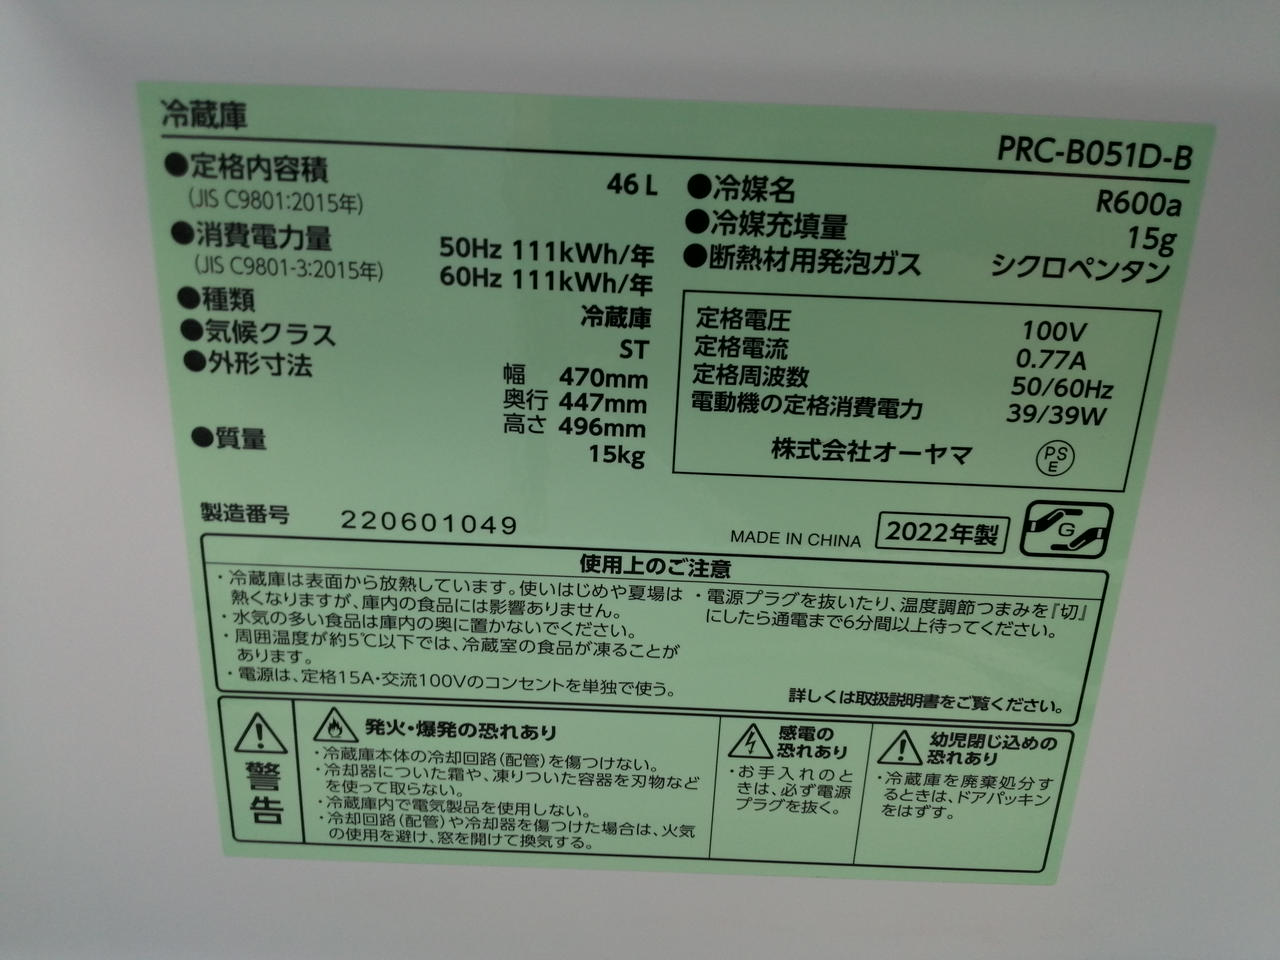 冷蔵庫
PRC-B051D-B
●定格内容積 46L
(JIS C9801:2015年)
●消費電力量 50Hz 111kWh/年
(JIS C9801-3:2015年) 60Hz 111kWh/年
●種類 冷蔵庫
●気候クラス ST
●外形寸法 幅 470mm
奥行 447mm
高さ 496mm
●質量 15kg
●冷媒名 R600a
●冷媒充填量 15g
●断熱材用発泡ガス シクロペンタン
定格電圧 100V
定格電流 0.77A
定格周波数 50/60Hz
電動機の定格消費電力 39/39W
株式会社オーヤマ PS
E
製造番号 220601049
MADE IN CHINA 2022年製 G
使用上のご注意
・冷蔵庫は表面から放熱しています。使いはじめや夏場は
熱くなりますが、庫内の食品には影響ありません。
・水気の多い食品は庫内の奥に置かないでください。
・周囲温度が約5℃以下では、冷蔵室の食品が凍ることが
あります。
・電源は、定格15A・交流100Vのコンセントを単独で使う。
・電源プラグを抜いたり、温度調節つまみを『切』
にしたら通電まで6分間以上待ってください。
詳しくは取扱説明書をご覧ください。
警告
発火・爆発の恐れあり
・冷蔵庫本体の冷却回路(配管)を傷つけない。
・冷却器についた霜や、凍りついた容器を刃物など
を使って取らない。
・冷蔵庫内で電気製品を使用しない。
・冷却回路(配管)や冷却器を傷つけた場合は、火気
の使用を避け、窓を開けて換気する。
感電の
恐れあり
・お手入れのと
きは、必ず電源
プラグを抜く。
幼児閉じ込めの
恐れあり
・冷蔵庫を廃棄処分す
るときは、ドアパッキン
をはずす。